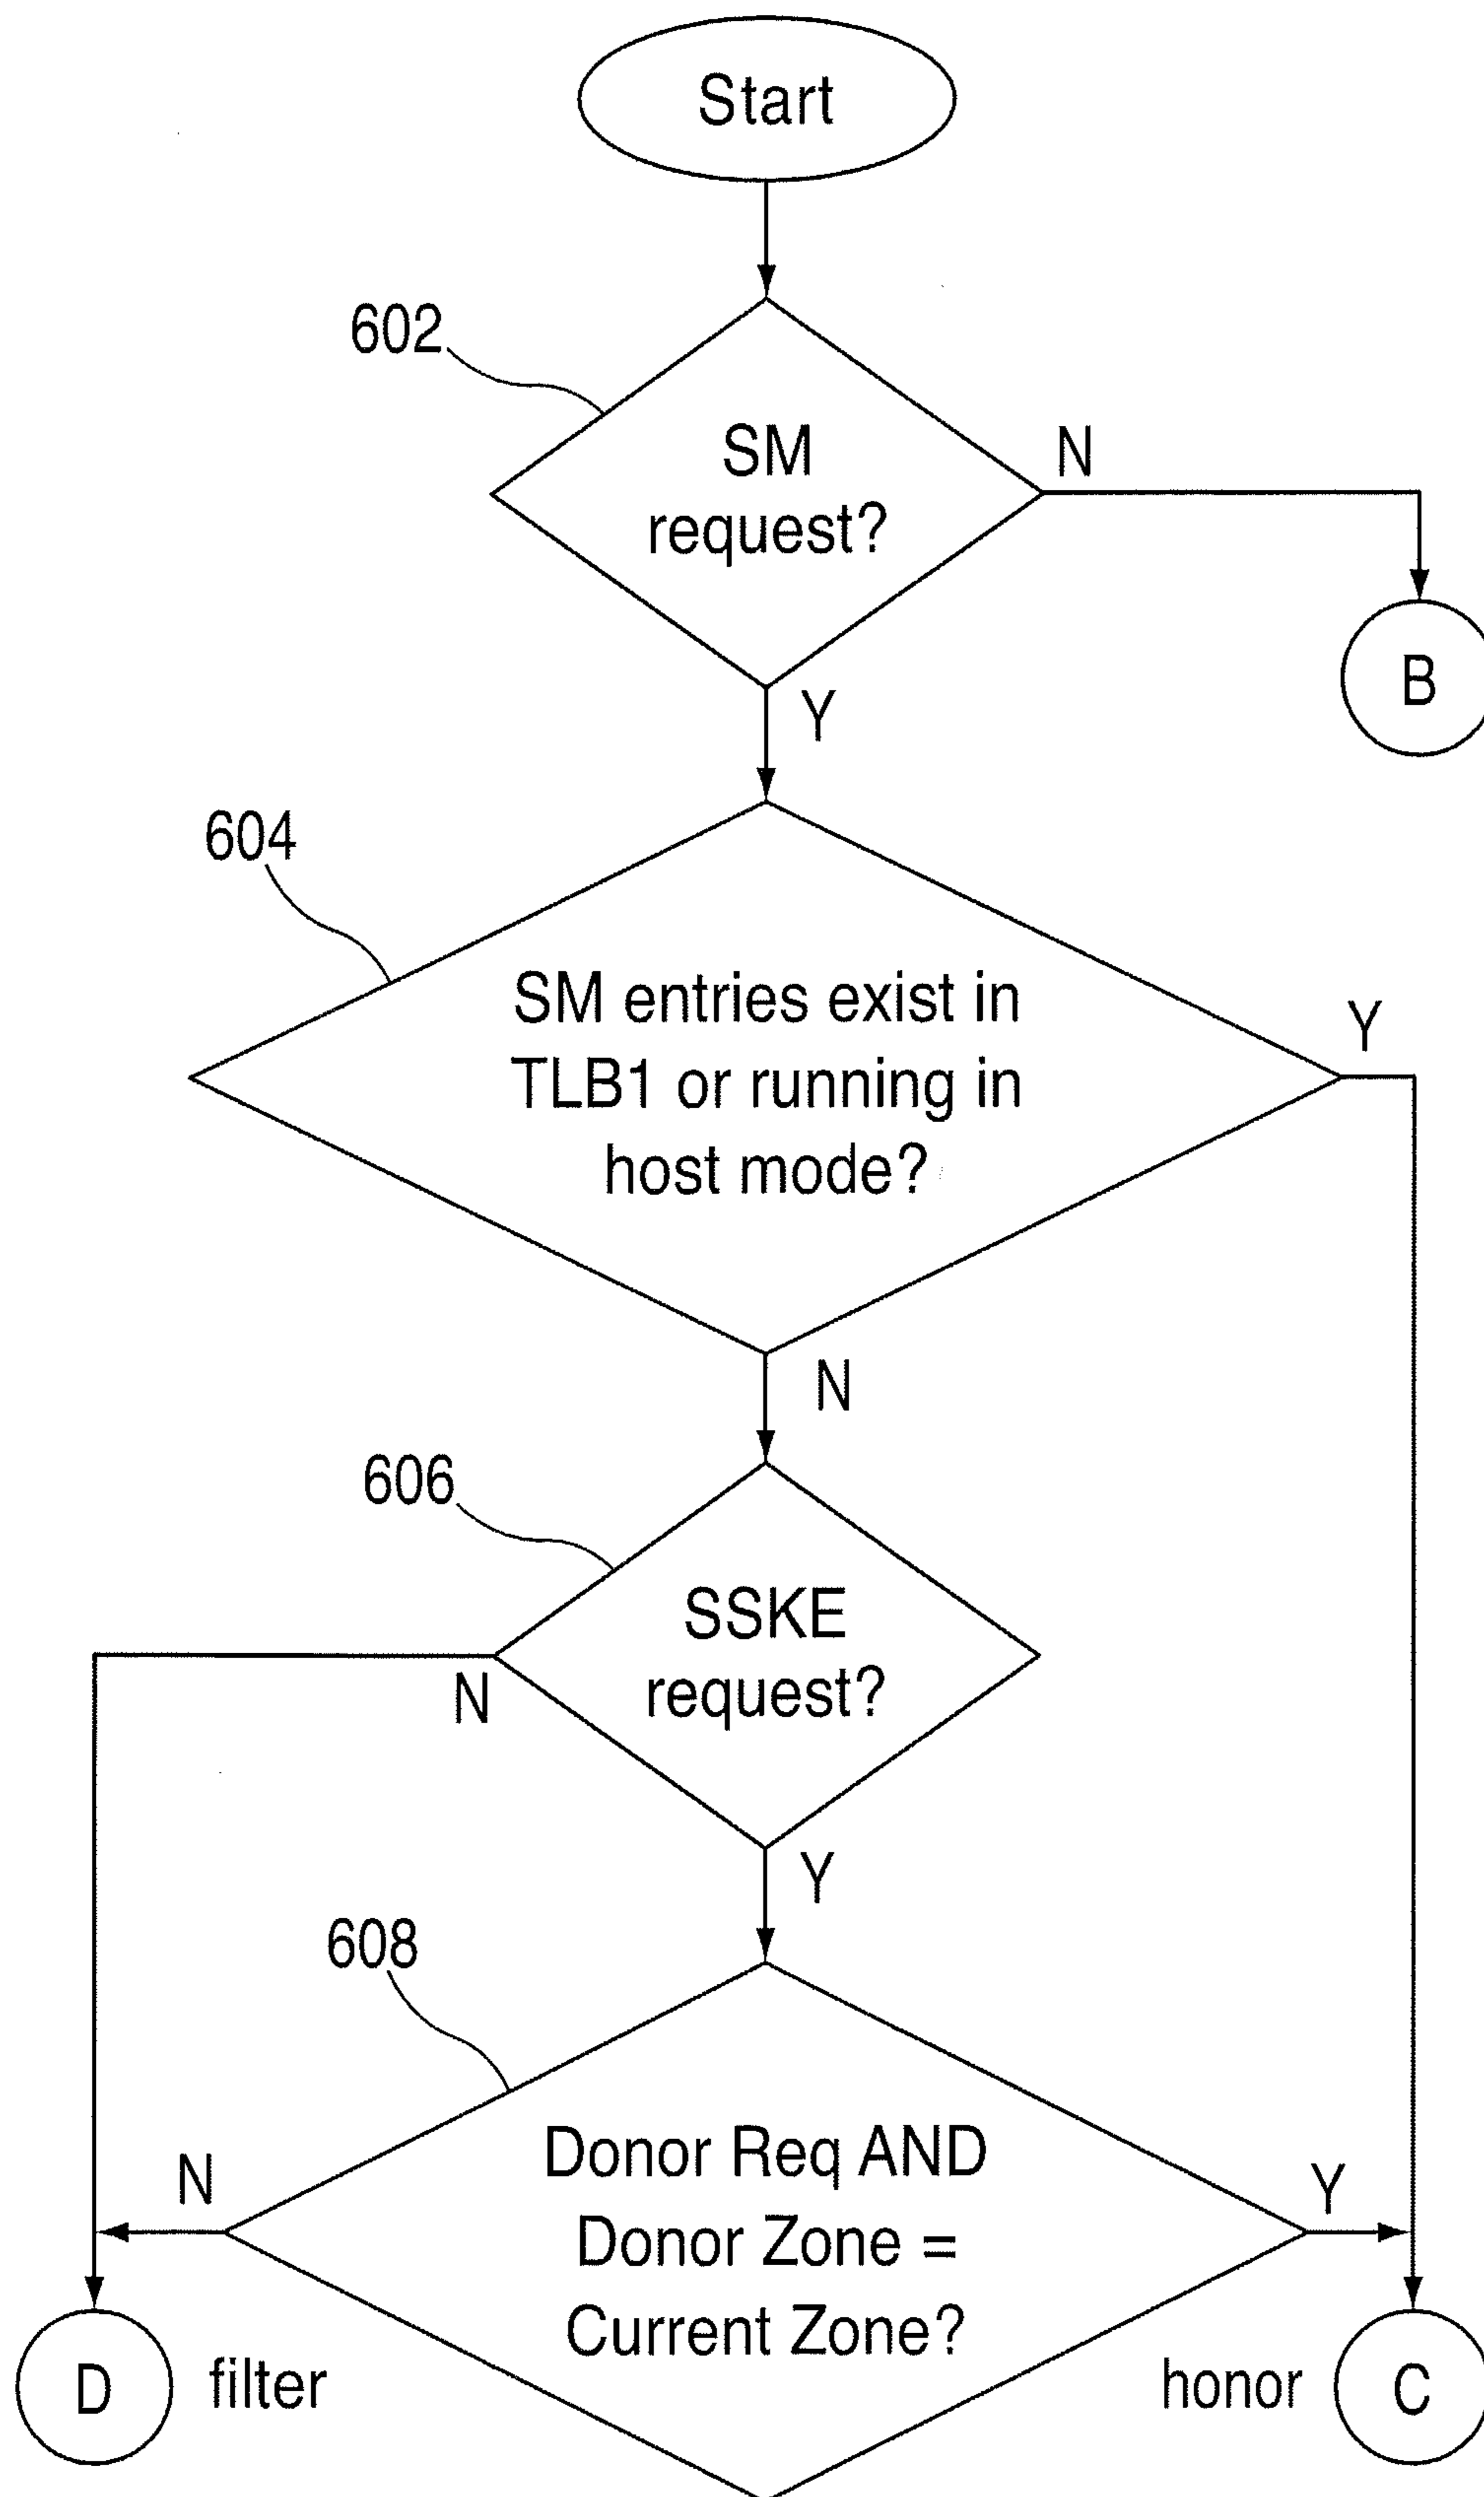 Start
602
SM
request?
N
B
Y
604
SM entries exist in
TLB1 or running in
host mode?
Y
N
606
SSKE
request?
N
Y
608
Donor Req AND
Donor Zone =
Current Zone?
N
Y
D
filter
honor
C